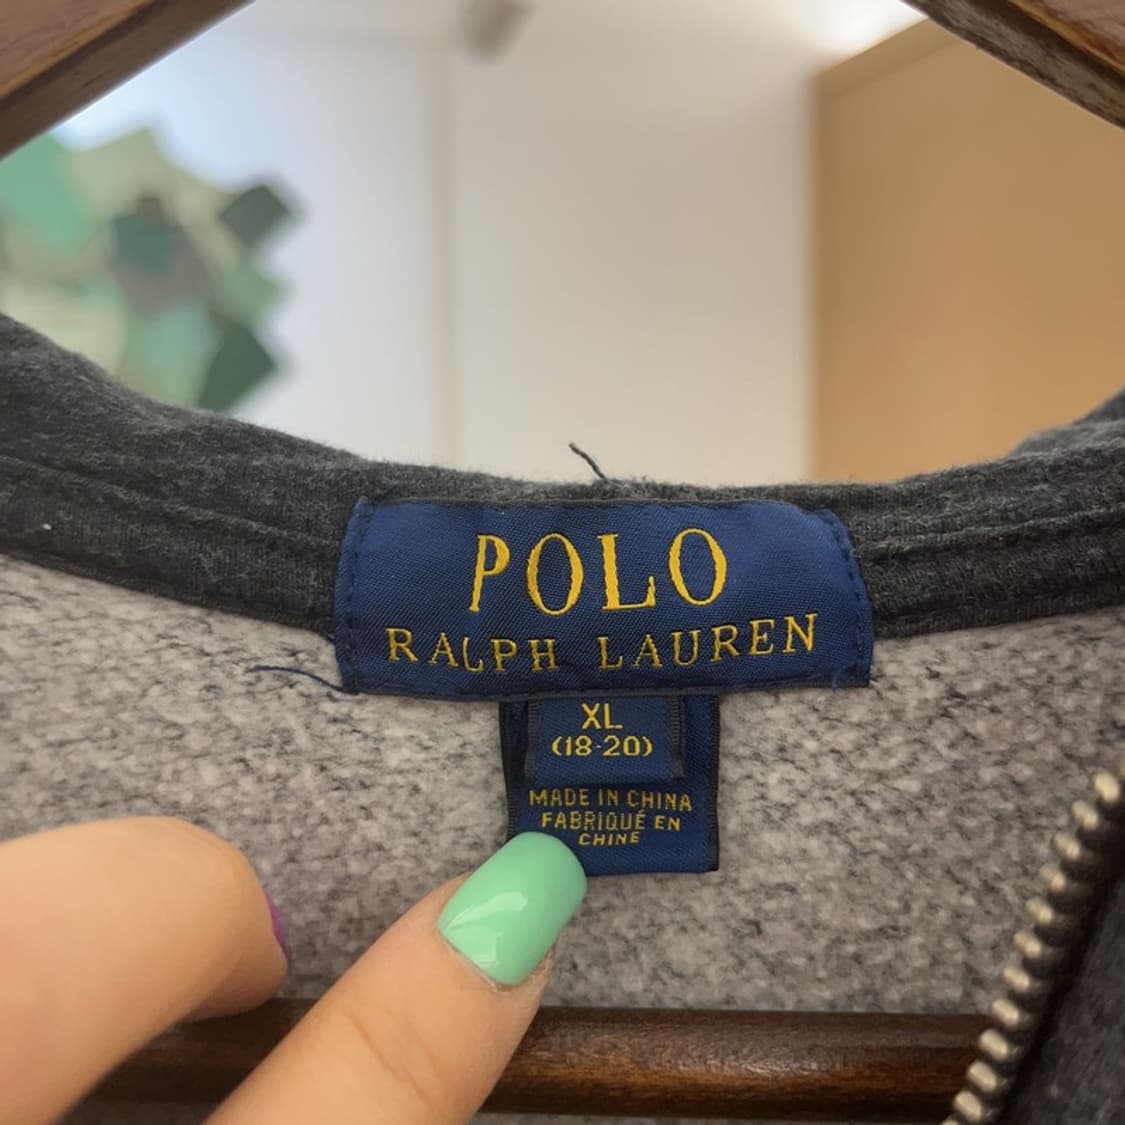 POLO
RALPH LAUREN
XL
(18-20)
MADE IN CHINA
FABRIQUÉ EN
CHINE